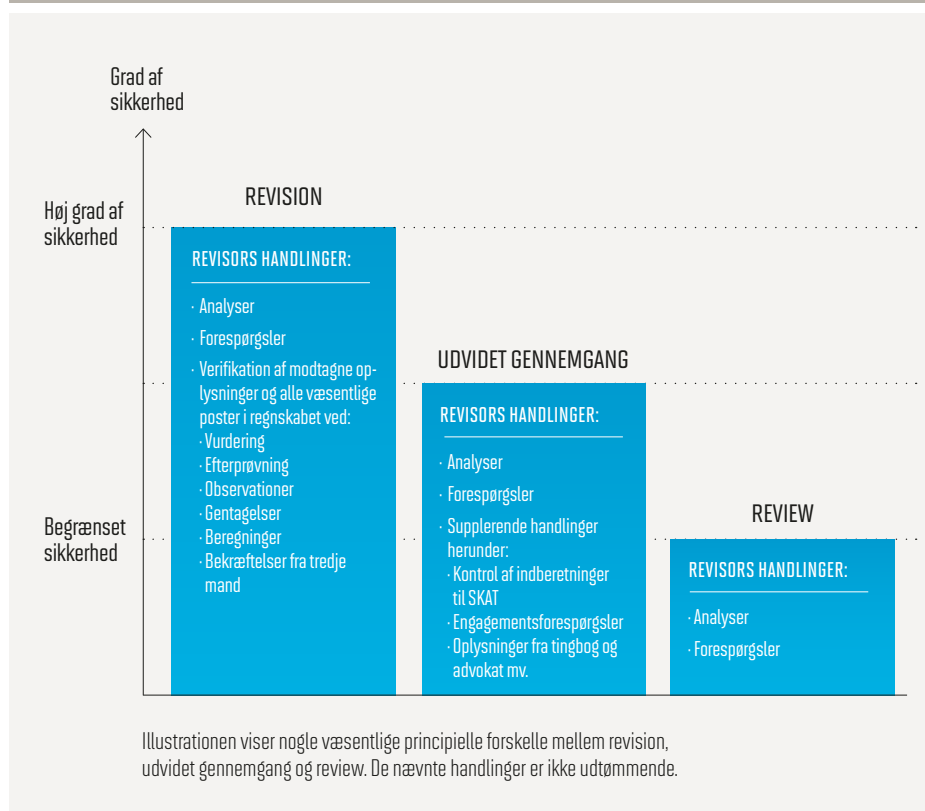 Grad af
sikkerhed
Høj grad af
sikkerhed
Begrænset
sikkerhed
REVISION
REVISORS HANDLINGER:
· Analyser
· Forespørgsler
· Verifikation af modtagne op-
lysninger og alle væsentlige
poster i regnskabet ved:
· Vurdering
· Efterprøvning
· Observationer
· Gentagelser
· Beregninger
· Bekræftelser fra tredje
mand
UDVIDET GENNEMGANG
REVISORS HANDLINGER:
· Analyser
· Forespørgsler
· Supplerende handlinger
herunder:
· Kontrol af indberetninger
til SKAT
· Engagementsforespørgsler
· Oplysninger fra tingbog og
advokat mv.
REVIEW
REVISORS HANDLINGER:
· Analyser
· Forespørgsler
Illustrationen viser nogle væsentlige principielle forskelle mellem revision,
udvidet gennemgang og review. De nævnte handlinger er ikke udtømmende.